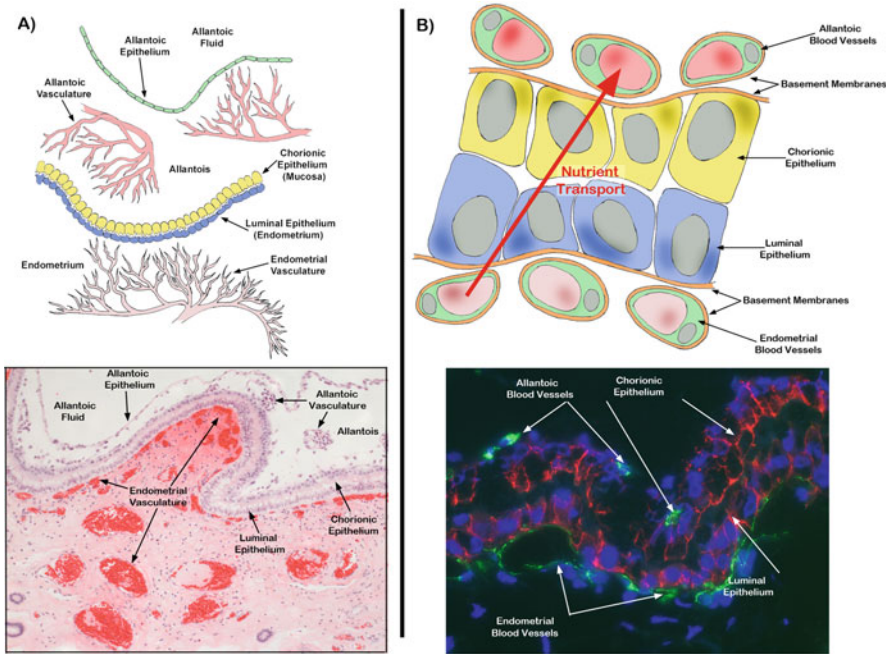 A)
Allantoic
Epithelium
Allantoic
Fluid
Allantoic
Vasculature
Allantois
Chorionic
Epithelium
(Mucosa)
Luminal Epithelium
(Endometrium)
Endometrium
Endometrial
Vasculature
Allantoic
Epithelium
Allantoic
Fluid
Allantoic
Vasculature
Allantois
Endometrial
Vasculature
Luminal
Epithelium
Chorionic
Epithelium
B)
Allantoic
Blood Vessels
Basement Membranes
Chorionic
Epithelium
Nutrient
Transport
Luminal
Epithelium
Basement Membranes
Endometrial
Blood Vessels
Allantoic
Blood Vessels
Chorionic
Epithelium
Luminal
Epithelium
Endometrial
Blood Vessels